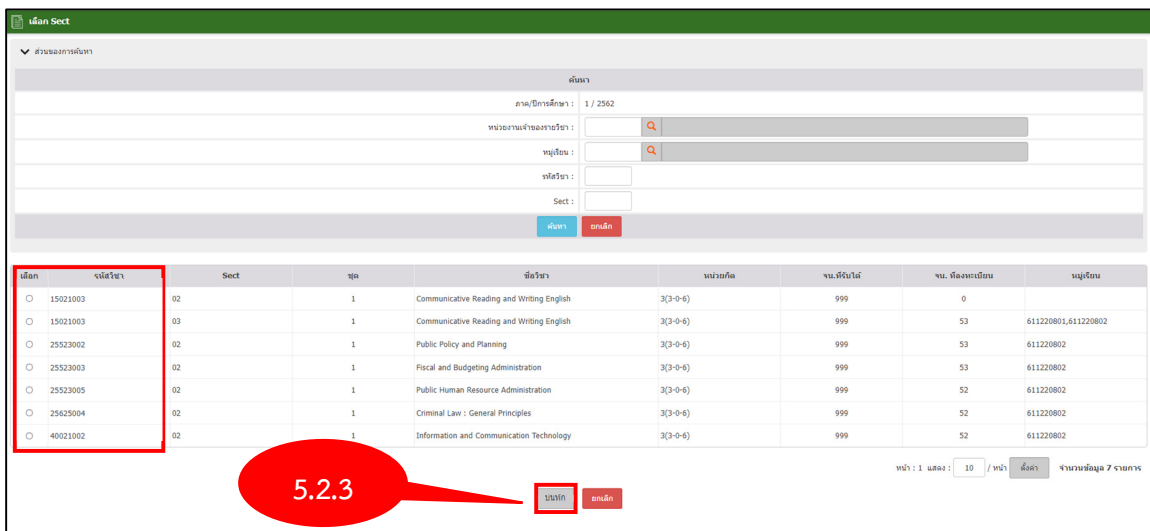 เลือก Sect
ส่วนของการค้นหา
ค้นหา
ภาค/ปีการศึกษา : 1 / 2562
หน่วยงานเจ้าของรายวิชา :
หมู่เรียน :
รหัสวิชา :
Sect :
ค้นหา ยกเลิก
เลือก รหัสวิชา Sect ชุด ชื่อวิชา หน่วยกิต จน.ที่รับได้ จน. ที่ลงทะเบียน หมู่เรียน
15021003 02 1 Communicative Reading and Writing English 3(3-0-6) 999 0
15021003 03 1 Communicative Reading and Writing English 3(3-0-6) 999 53 611220801,611220802
25523002 02 1 Public Policy and Planning 3(3-0-6) 999 53 611220802
25523003 02 1 Fiscal and Budgeting Administration 3(3-0-6) 999 53 611220802
25523005 02 1 Public Human Resource Administration 3(3-0-6) 999 52 611220802
25625004 02 1 Criminal Law : General Principles 3(3-0-6) 999 52 611220802
40021002 02 1 Information and Communication Technology 3(3-0-6) 999 52 611220802
หน้า : 1 แสดง : 10 / หน้า ตั้งค่า จำนวนข้อมูล 7 รายการ
5.2.3
บันทึก ยกเลิก